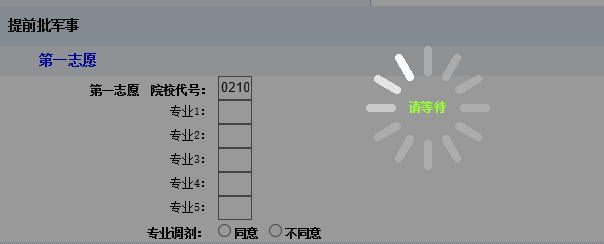 提前批军事
第一志愿
第一志愿 院校代号： 0210
请等待
专业1：
专业2：
专业3：
专业4：
专业5：
专业调剂： 同意 不同意